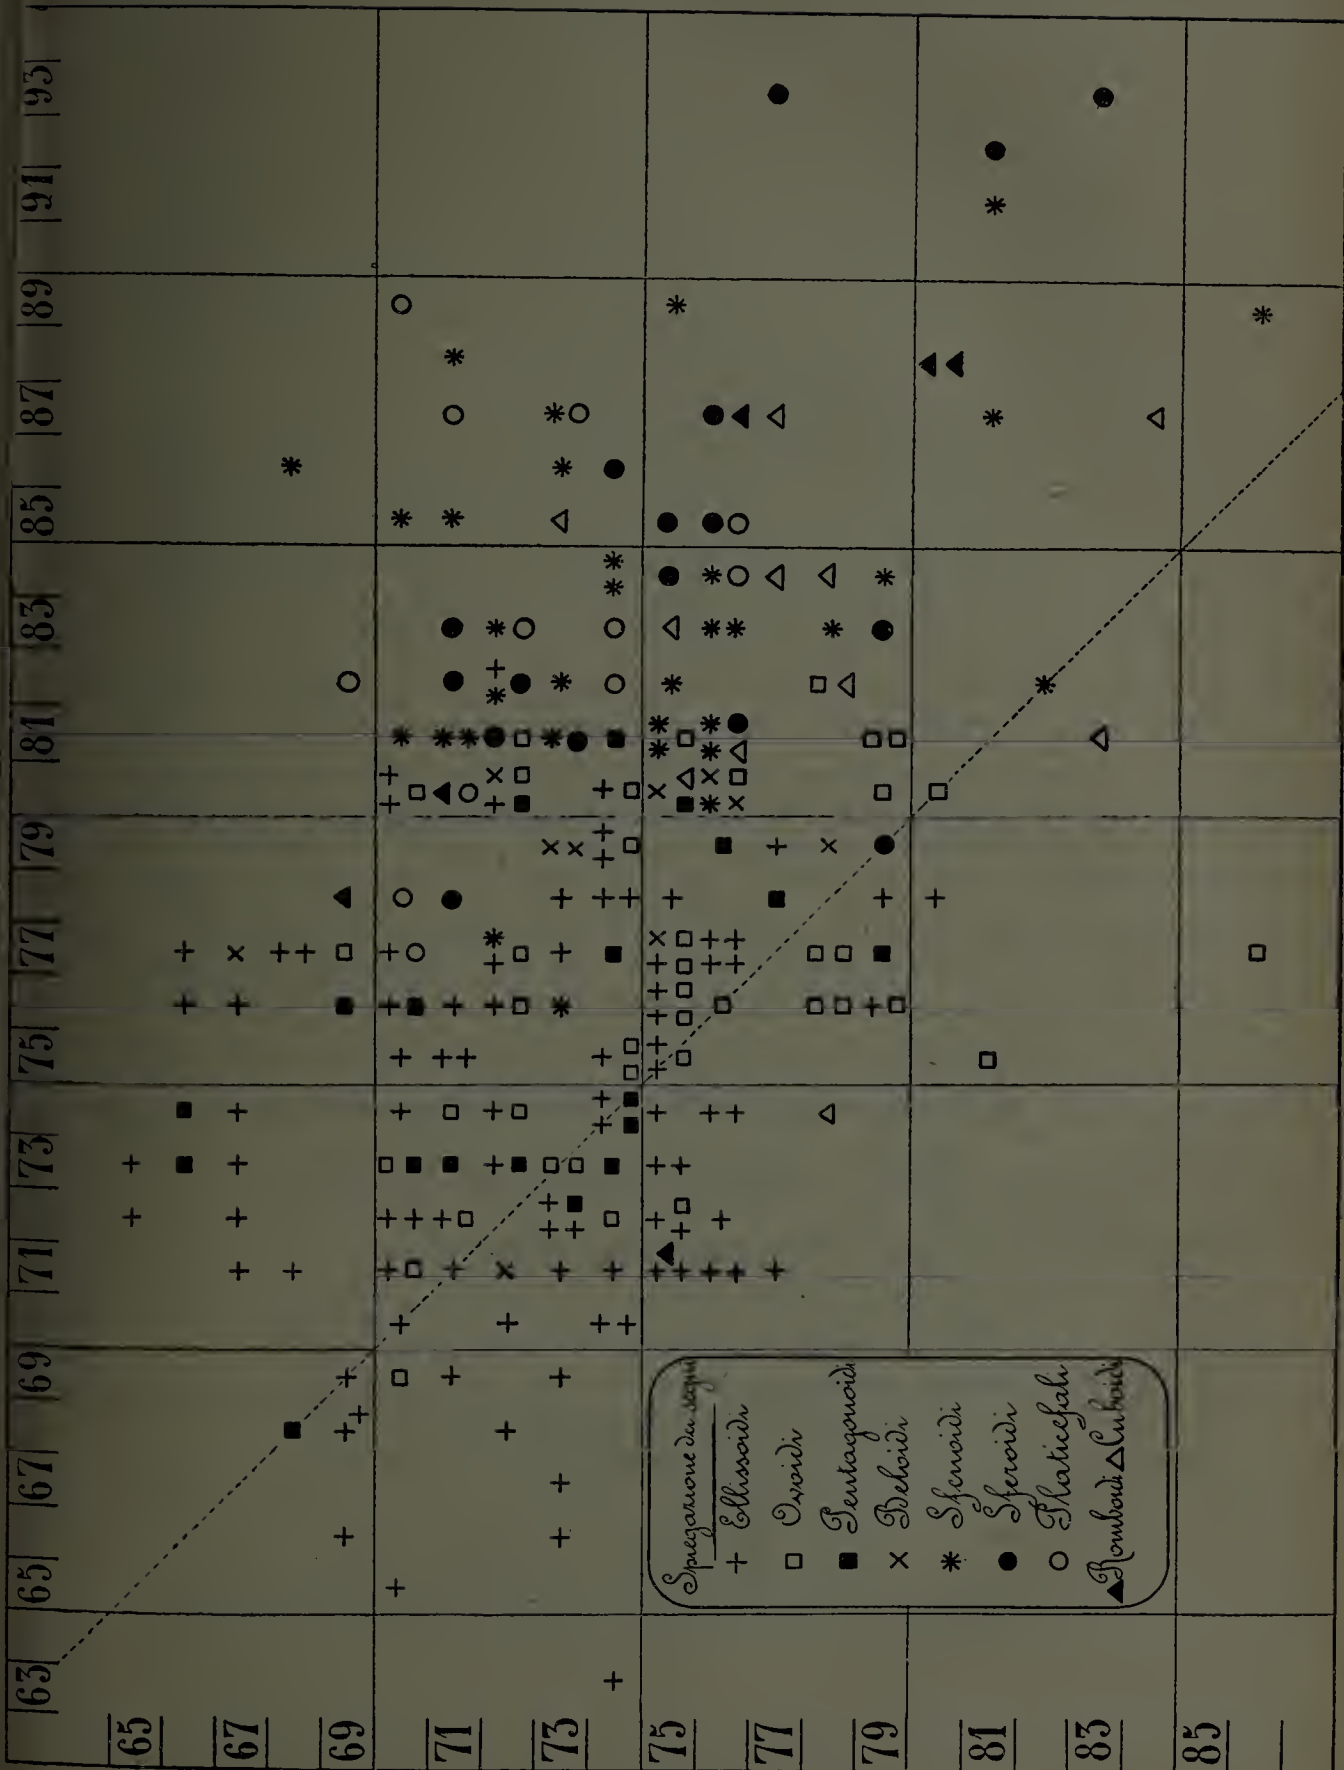 63 65 67 69 71 73 75 77 79 81 83 85 87 89 91 93
65
67
69
71
73
75
77
79
81
83
85
Spiegazione dei segni
+ Ellissoidi
□ Ovoidi
■ Pentagonoidi
× Beloidi
* Sfenoidi
● Sferoidi
○ Platicefali
▲ Romboidi △ Cuboidi